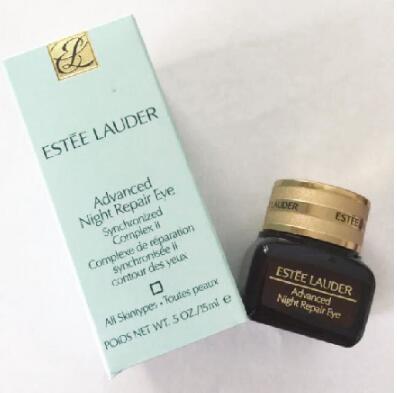 EL
ESTĒE LAUDER
Advanced
Night Repair Eye
Synchronized
Complex II
Complexe de réparation
synchronisée ii
contour des yeux
All Skintypes • Toutes peaux
POIDS NET WT. .5 OZ./15ml ℮
LAUDER
ESTĒE
ESTĒE LAUDER
Advanced
Night Repair Eye